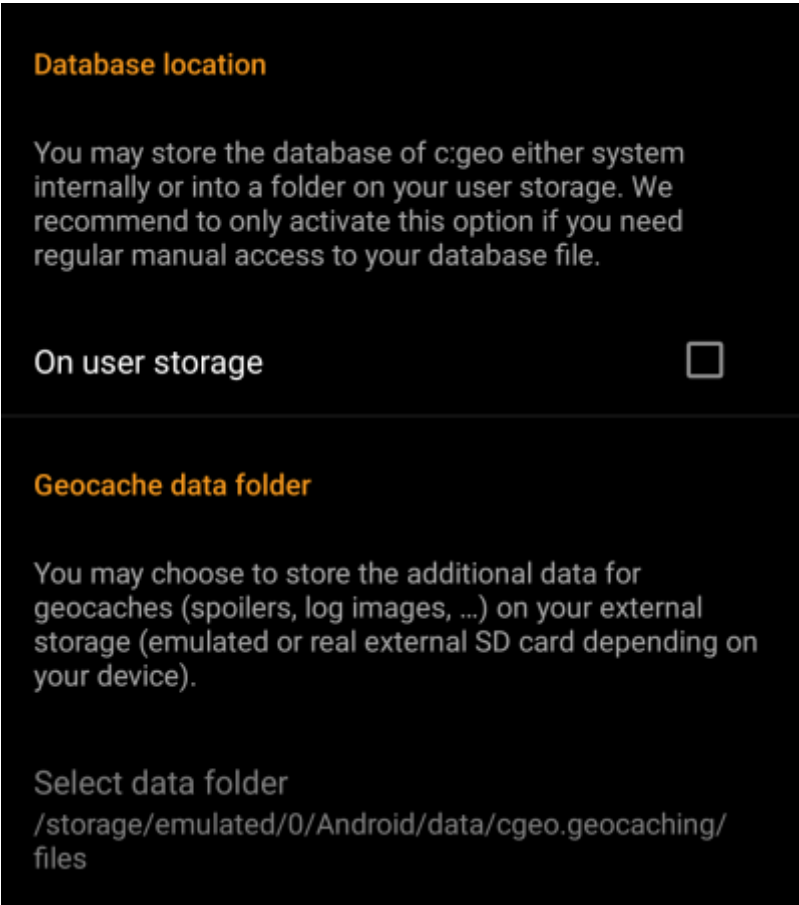 Database location
You may store the database of c:geo either system
internally or into a folder on your user storage. We
recommend to only activate this option if you need
regular manual access to your database file.
On user storage
Geocache data folder
You may choose to store the additional data for
geocaches (spoilers, log images, …) on your external
storage (emulated or real external SD card depending on
your device).
Select data folder
/storage/emulated/0/Android/data/cgeo.geocaching/
files